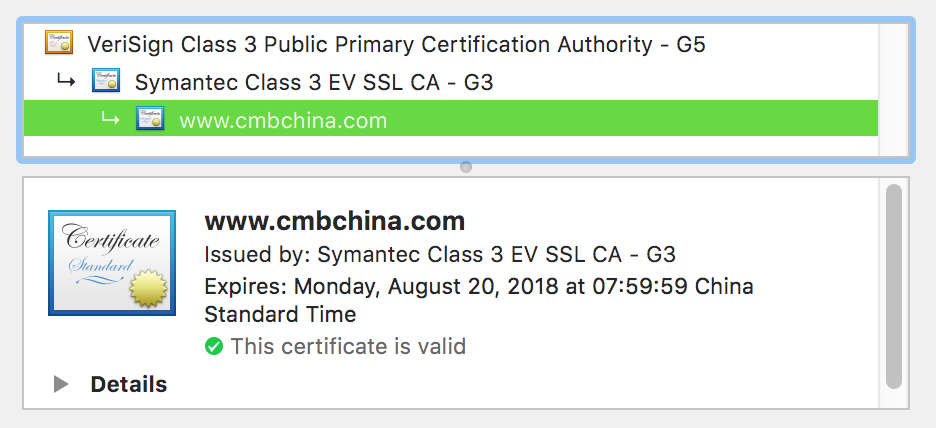 VeriSign Class 3 Public Primary Certification Authority - G5
Symantec Class 3 EV SSL CA - G3
www.cmbchina.com
Certificate
Standard
www.cmbchina.com
Issued by: Symantec Class 3 EV SSL CA - G3
Expires: Monday, August 20, 2018 at 07:59:59 China
Standard Time
This certificate is valid
Details